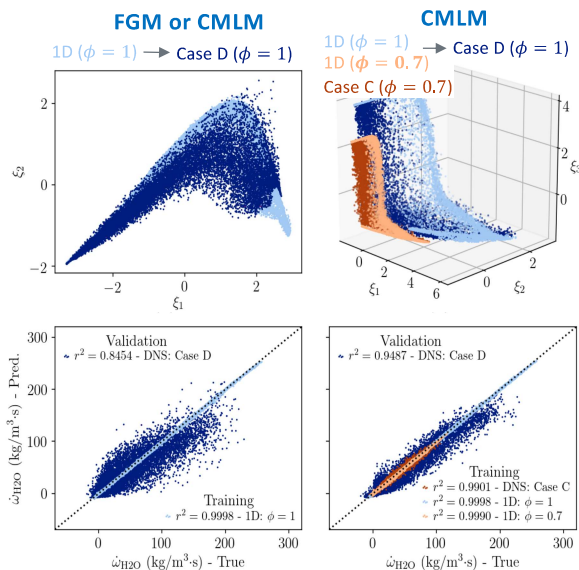 FGM or CMLM
1D (ϕ = 1) → Case D (ϕ = 1)
2
0
−2
ξ2
−2
0
2
ξ1
CMLM
1D (ϕ = 1) → Case D (ϕ = 1)
1D (ϕ = 0.7)
Case C (ϕ = 0.7)
4
2
0
0
2
4
6
ξ1
0
2
ξ2
300
200
100
0
ω̇H2O (kg/m³·s) - Pred.
Validation
r² = 0.8454 - DNS: Case D
Training
r² = 0.9998 - 1D: ϕ = 1
0
100
200
300
ω̇H2O (kg/m³·s) - True
Validation
r² = 0.9487 - DNS: Case D
Training
r² = 0.9901 - DNS: Case C
r² = 0.9998 - 1D: ϕ = 1
r² = 0.9990 - 1D: ϕ = 0.7
0
100
200
300
ω̇H2O (kg/m³·s) - True